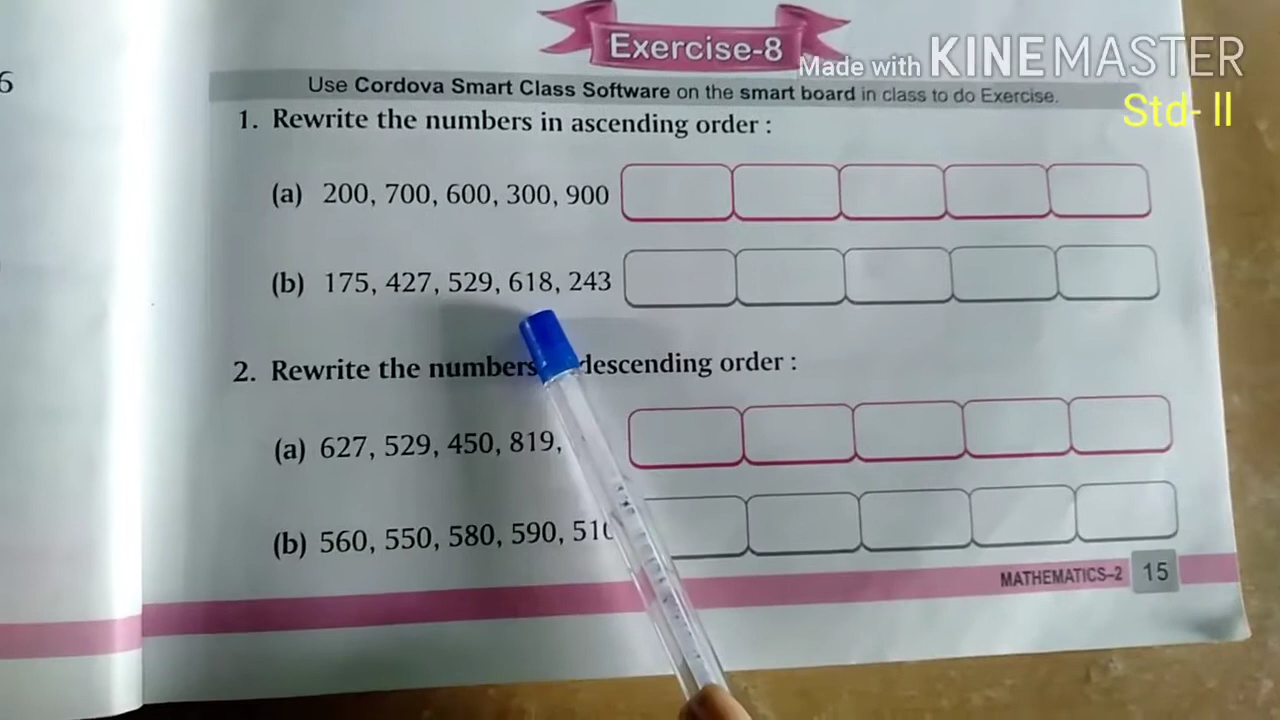 6
Exercise-8
Made with KINEMASTER
Use Cordova Smart Class Software on the smart board in class to do Exercise.
Std- II
1. Rewrite the numbers in ascending order :
(a) 200, 700, 600, 300, 900
(b) 175, 427, 529, 618, 243
2. Rewrite the numbers descending order :
(a) 627, 529, 450, 819,
(b) 560, 550, 580, 590, 510
MATHEMATICS–2 15